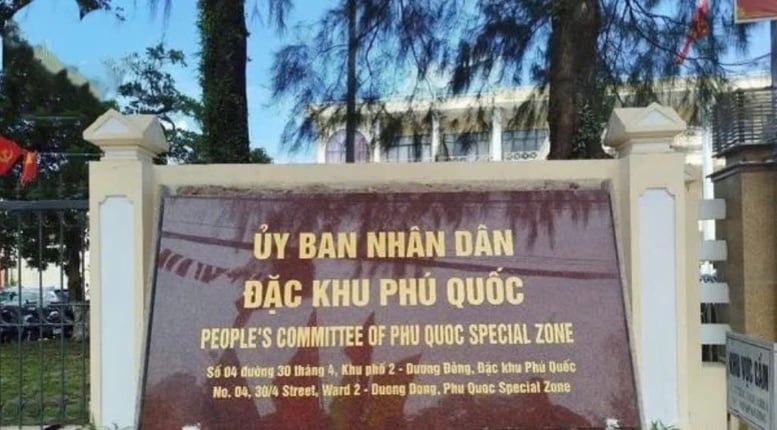 ỦY BAN NHÂN DÂN
ĐẶC KHU PHÚ QUỐC
PEOPLE'S COMMITTEE OF PHU QUOC SPECIAL ZONE
Số 04 đường 30 tháng 4, Khu phố 2 - Dương Đông, Đặc khu Phú Quốc
No. 04, 30/4 Street, Ward 2 - Duong Dong, Phu Quoc Special Zone
KHU VỰC CẤM